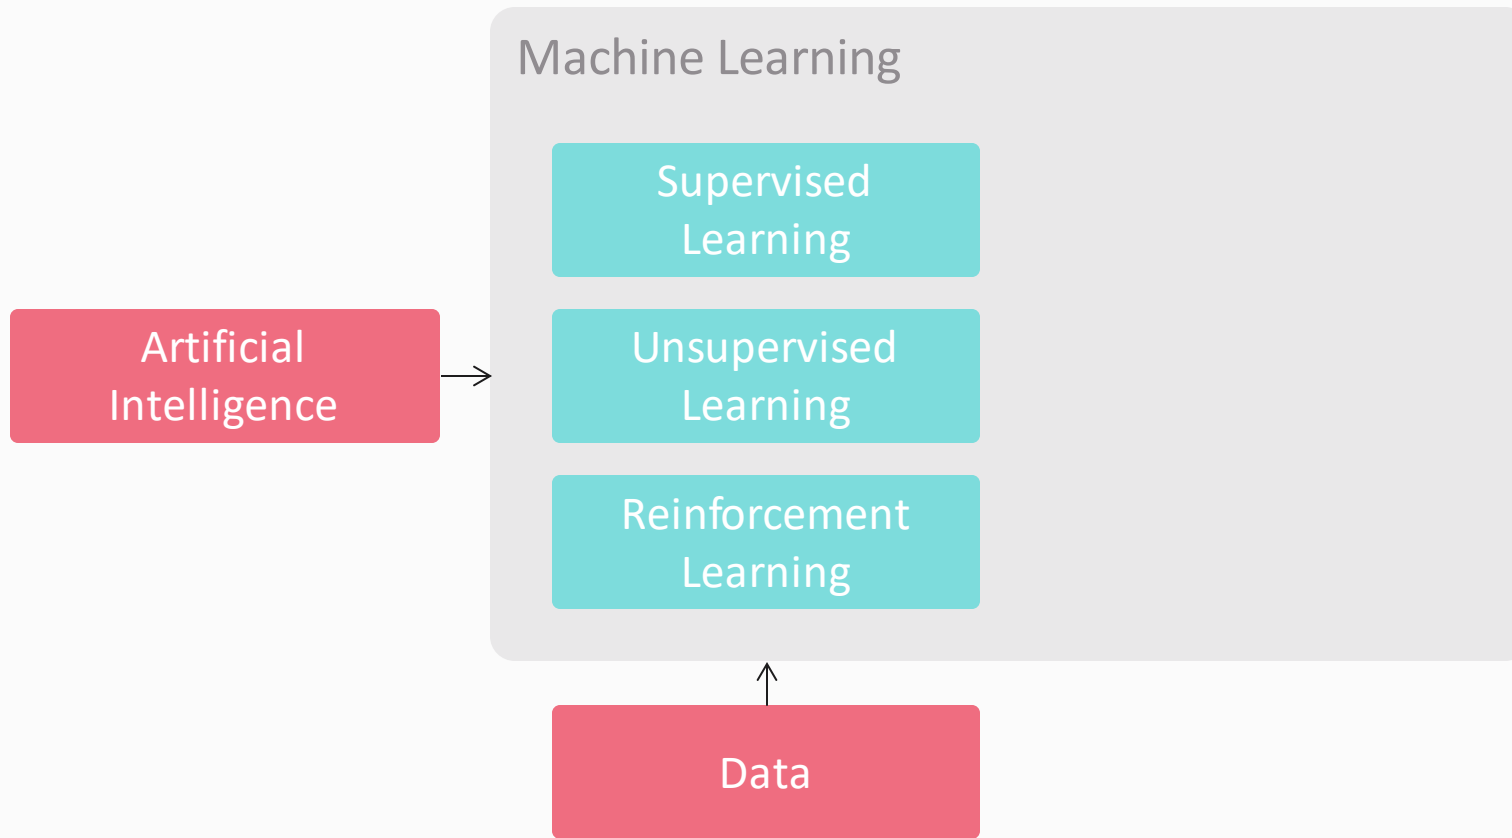 Machine Learning
Supervised
Learning
Artificial
Intelligence
Unsupervised
Learning
Reinforcement
Learning
Data